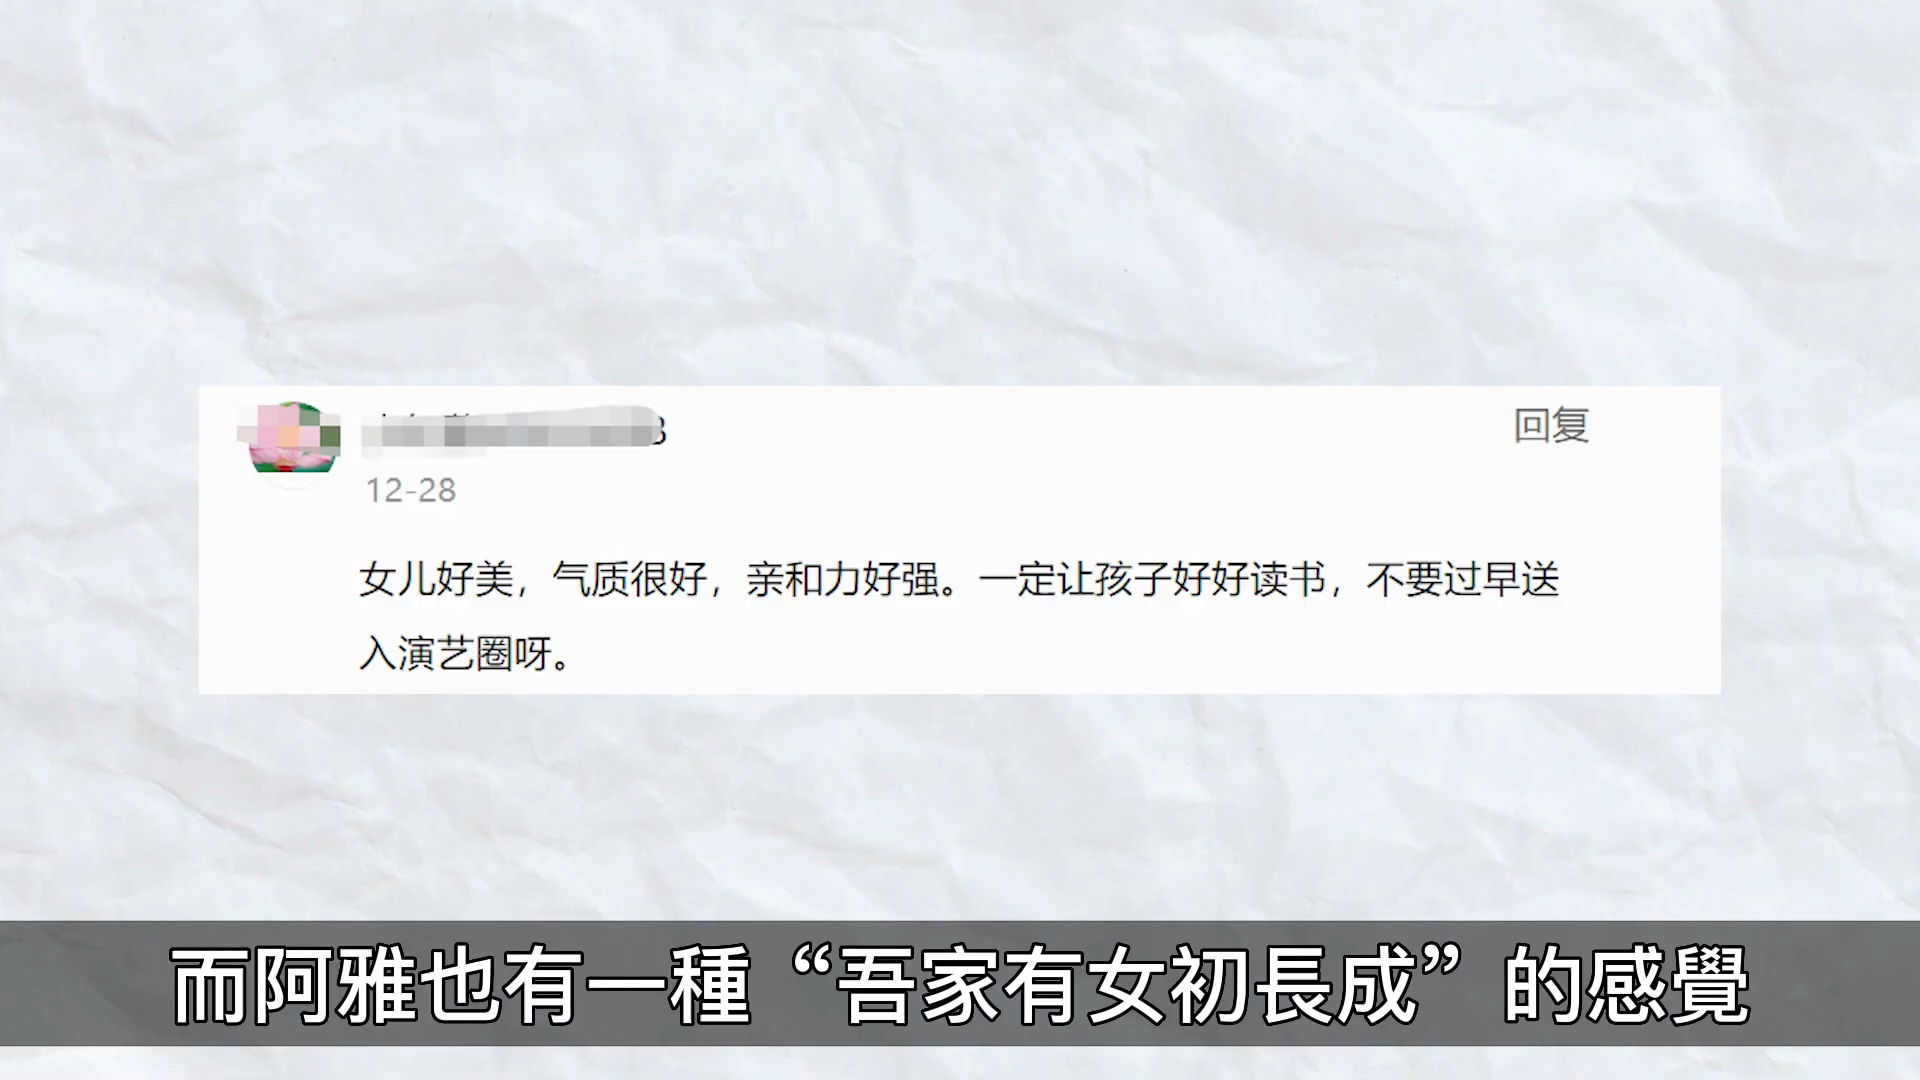 回复
12-28
女儿好美，气质很好，亲和力好强。一定让孩子好好读书，不要过早送
入演艺圈呀。
而阿雅也有一種“吾家有女初長成”的感覺